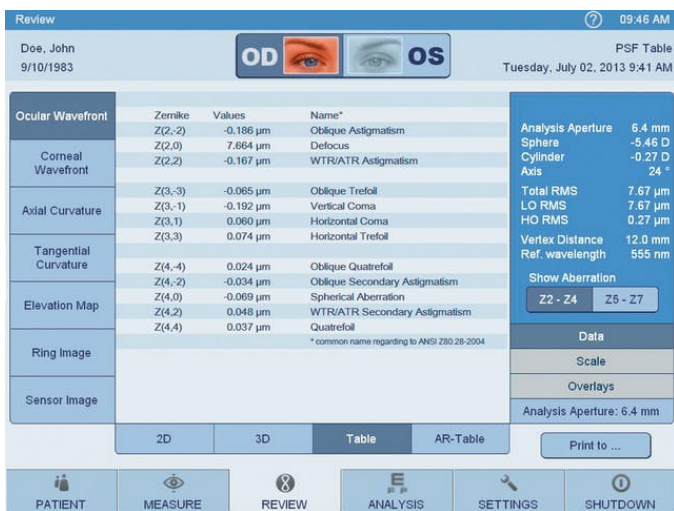 Review
09:46 AM
Doe, John
9/10/1983
OD
OS
PSF Table
Tuesday, July 02, 2013 9:41 AM
Ocular Wavefront
Corneal
Wavefront
Axial Curvature
Tangential
Curvature
Elevation Map
Ring Image
Sensor Image
Zernike Values Name*
Z(2,-2) -0.186 µm Oblique Astigmatism
Z(2,0) 7.664 µm Defocus
Z(2,2) -0.167 µm WTR/ATR Astigmatism
Z(3,-3) -0.065 µm Oblique Trefoil
Z(3,-1) -0.192 µm Vertical Coma
Z(3,1) 0.060 µm Horizontal Coma
Z(3,3) 0.074 µm Horizontal Trefoil
Z(4,-4) 0.024 µm Oblique Quatrefoil
Z(4,-2) -0.034 µm Oblique Secondary Astigmatism
Z(4,0) -0.069 µm Spherical Aberration
Z(4,2) 0.048 µm WTR/ATR Secondary Astigmatism
Z(4,4) 0.037 µm Quatrefoil
* common name regarding to ANSI Z80.28-2004
Analysis Aperture 6.4 mm
Sphere -5.46 D
Cylinder -0.27 D
Axis 24 °
Total RMS 7.67 µm
LO RMS 7.67 µm
HO RMS 0.27 µm
Vertex Distance 12.0 mm
Ref. wavelength 555 nm
Show Aberration
Z2 - Z4 Z5 - Z7
Data
Scale
Overlays
Analysis Aperture: 6.4 mm
2D 3D Table AR-Table
Print to ...
PATIENT MEASURE REVIEW ANALYSIS SETTINGS SHUTDOWN